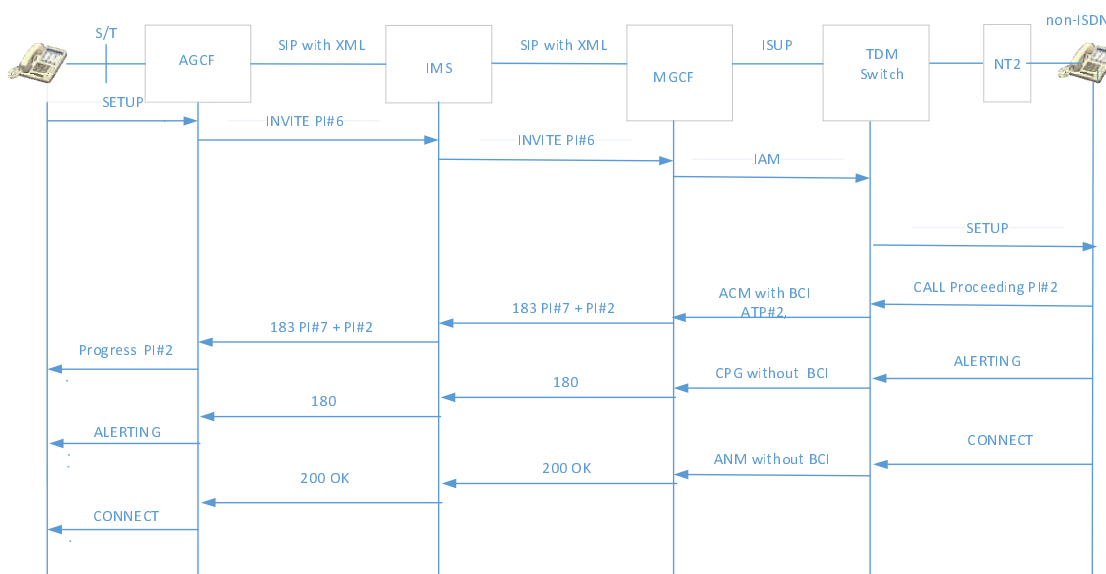 non-ISDN
S/T
SIP with XML
SIP with XML
ISUP
AGCF
IMS
MGCF
TDM
Switch
NT2
SETUP
INVITE PI#6
INVITE PI#6
IAM
SETUP
CALL Proceeding PI#2
ACM with BCI
ATP#2,
183 PI#7 + PI#2
183 PI#7 + PI#2
Progress PI#2
ALERTING
CPG without BCI
180
180
ALERTING
CONNECT
ANM without BCI
200 OK
200 OK
CONNECT